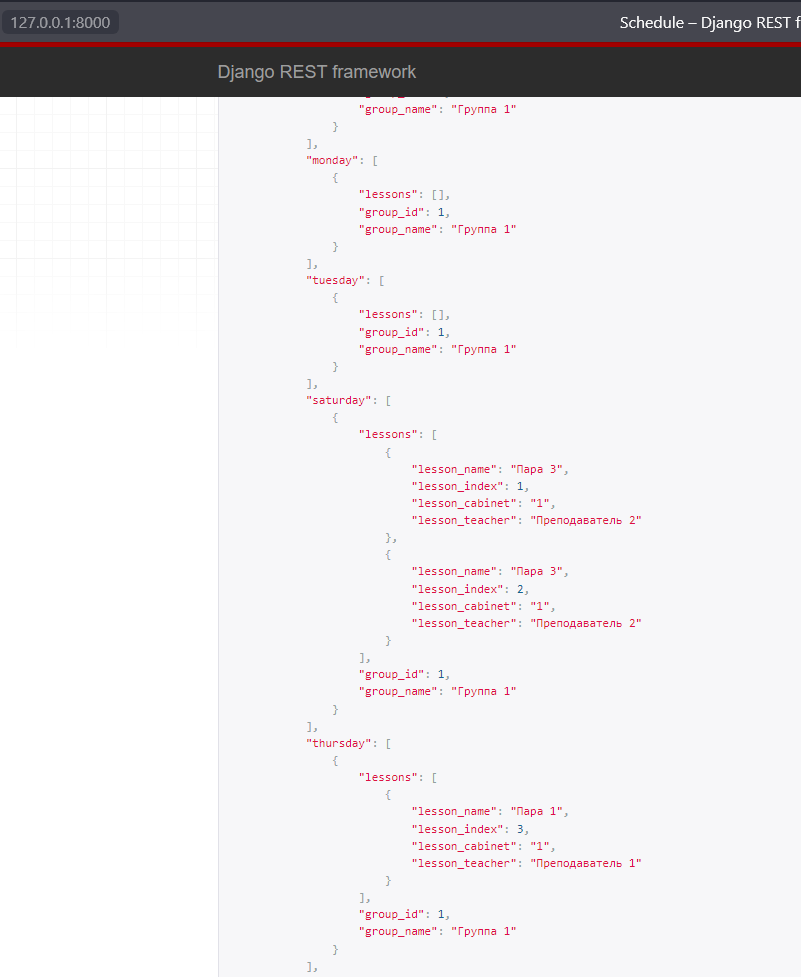 127.0.0.1:8000
Schedule – Django REST f
Django REST framework
"group_name": "Группа 1"
}
],
"monday": [
{
"lessons": [],
"group_id": 1,
"group_name": "Группа 1"
}
],
"tuesday": [
{
"lessons": [],
"group_id": 1,
"group_name": "Группа 1"
}
],
"saturday": [
{
"lessons": [
{
"lesson_name": "Пара 3",
"lesson_index": 1,
"lesson_cabinet": "1",
"lesson_teacher": "Преподаватель 2"
},
{
"lesson_name": "Пара 3",
"lesson_index": 2,
"lesson_cabinet": "1",
"lesson_teacher": "Преподаватель 2"
}
],
"group_id": 1,
"group_name": "Группа 1"
}
],
"thursday": [
{
"lessons": [
{
"lesson_name": "Пара 1",
"lesson_index": 3,
"lesson_cabinet": "1",
"lesson_teacher": "Преподаватель 1"
}
],
"group_id": 1,
"group_name": "Группа 1"
}
],